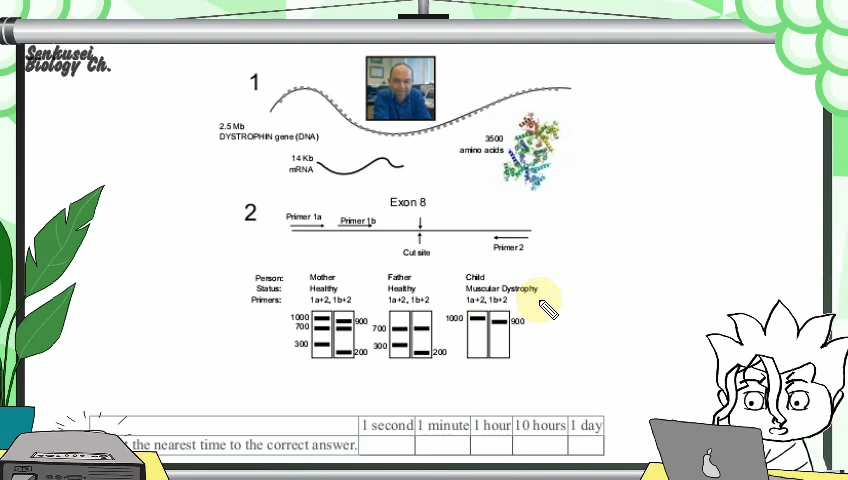 Senkusei
Biology Ch.
1
2.5 Mb
DYSTROPHIN gene (DNA)
3500
amino acids
14 Kb
mRNA
2
Exon 8
Primer 1a
Primer 1b
Primer 2
Cut site
Person: Mother Father Child
Status: Healthy Healthy Muscular Dystrophy
Primers: 1a+2, 1b+2 1a+2, 1b+2 1a+2, 1b+2
1000 900 1000 900
700 700
300 300
200 200
1 second 1 minute 1 hour 10 hours 1 day
the nearest time to the correct answer.